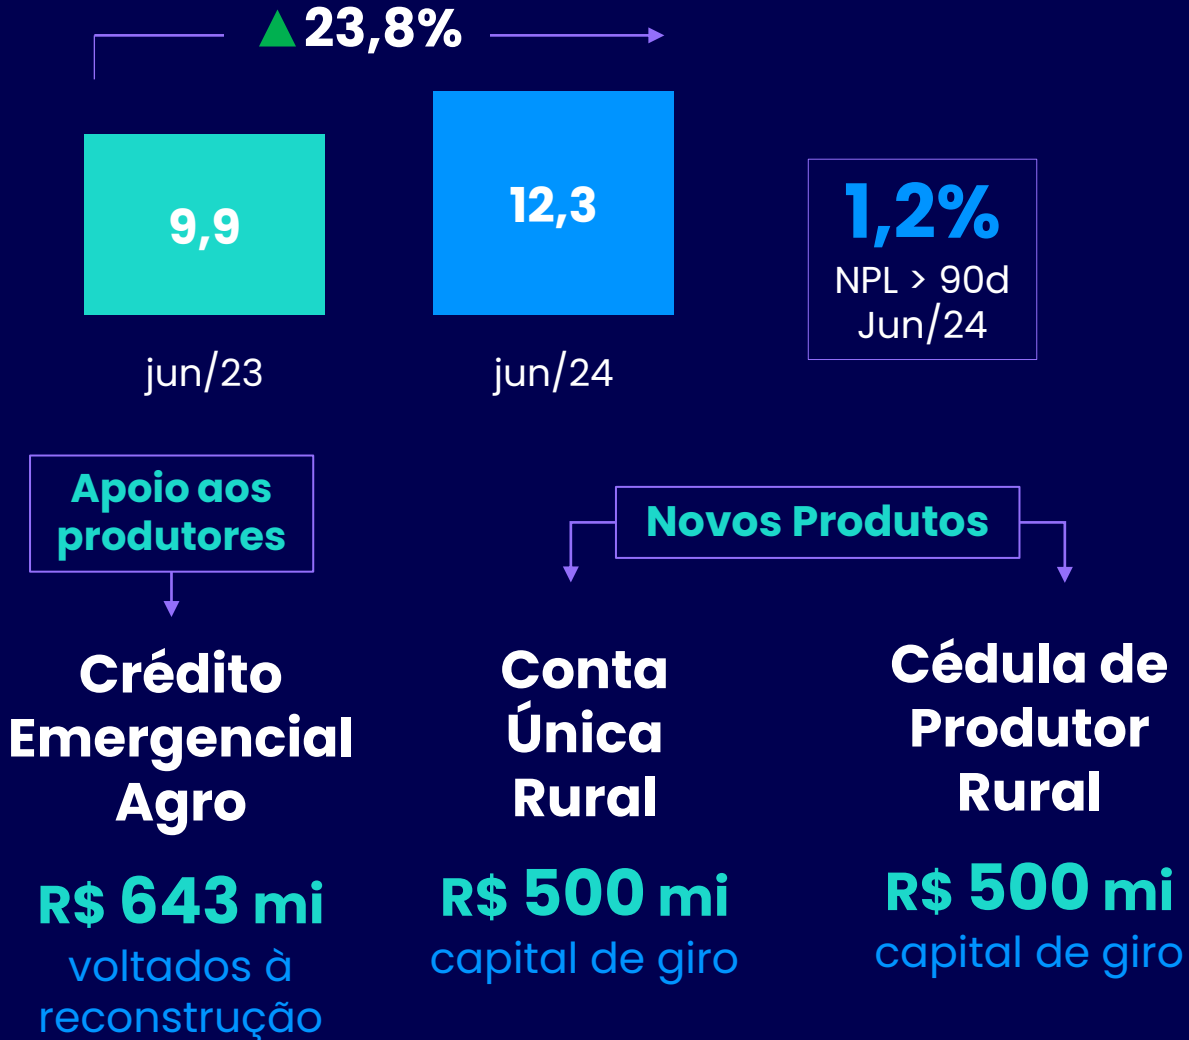 ▲23,8%
9,9
12,3
jun/23
jun/24
1,2%
NPL > 90d
Jun/24
Apoio aos
produtores
Crédito
Emergencial
Agro
R$ 643 mi
voltados à
reconstrução
Novos Produtos
Conta
Única
Rural
R$ 500 mi
capital de giro
Cédula de
Produtor
Rural
R$ 500 mi
capital de giro